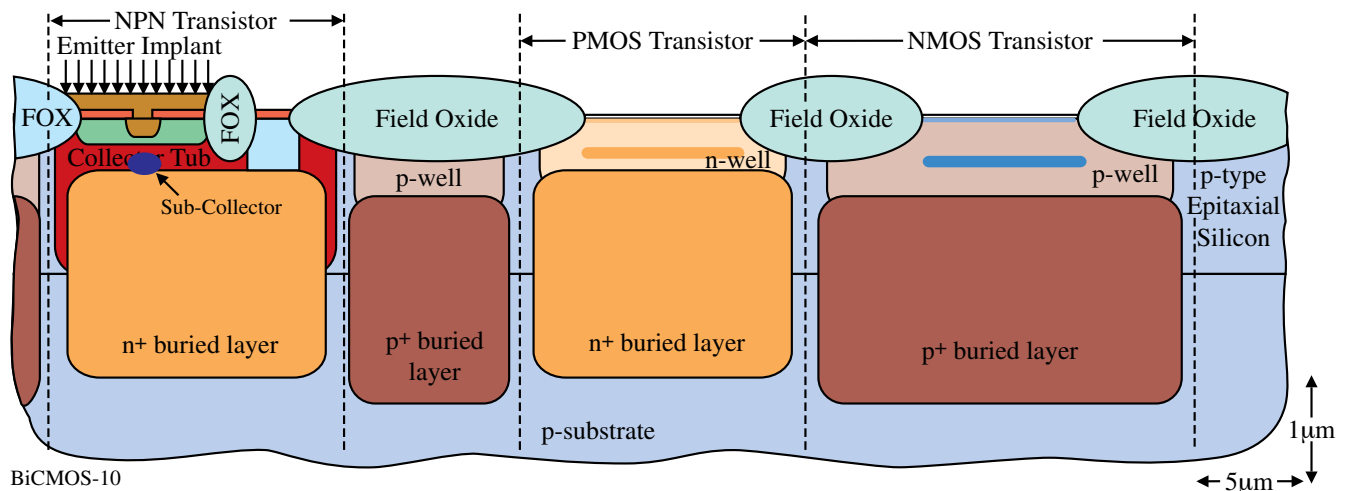 NPN Transistor
PMOS Transistor
NMOS Transistor
Emitter Implant
FOX
FOX
Field Oxide
Field Oxide
Field Oxide
Collector Tub
n-well
p-well
p-well
p-type
Epitaxial
Silicon
Sub-Collector
n+ buried layer
p+ buried
layer
n+ buried layer
p+ buried layer
p-substrate
1μm
5μm
BiCMOS-10